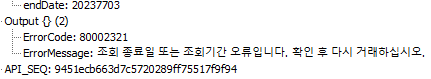 endDate: 20237703
Output {} (2)
ErrorCode: 80002321
ErrorMessage: 조회 종료일 또는 조회기간 오류입니다. 확인 후 다시 거래하십시오.
API_SEQ: 9451ecb663d7c5720289ff75517f9f94